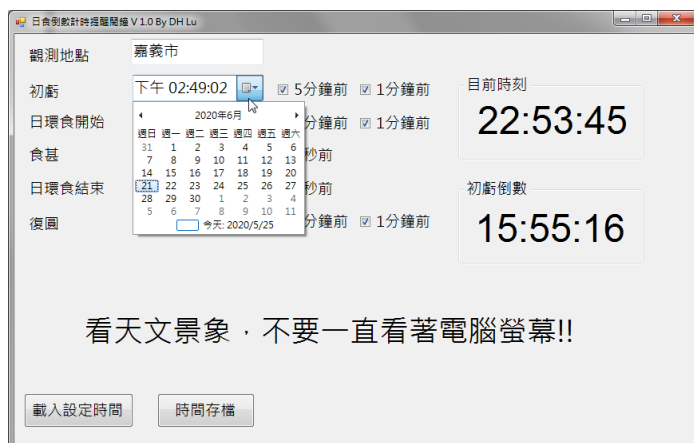 日食倒數計時提醒鬧鐘 V 1.0 By DH Lu
觀測地點 嘉義市
初虧 下午 02:49:02 5分鐘前 1分鐘前
日環食開始 分鐘前 1分鐘前
食甚 秒前
日環食結束 秒前
復圓 分鐘前 1分鐘前
2020年6月
週日 週一 週二 週三 週四 週五 週六
31 1 2 3 4 5 6
7 8 9 10 11 12 13
14 15 16 17 18 19 20
21 22 23 24 25 26 27
28 29 30 1 2 3 4
5 6 7 8 9 10 11
今天: 2020/5/25
目前時刻
22:53:45
初虧倒數
15:55:16
看天文景象，不要一直看著電腦螢幕!!
載入設定時間 時間存檔